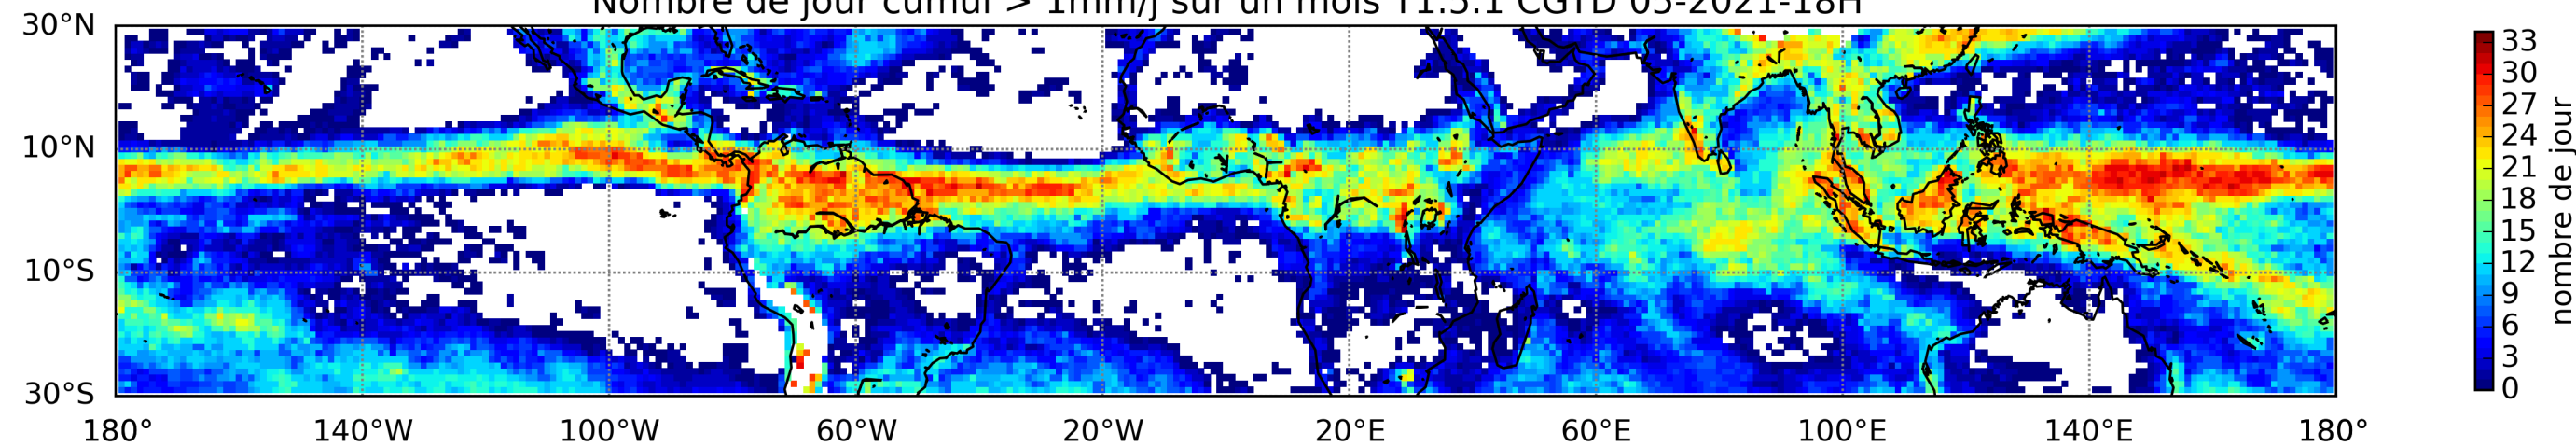 Nombre de jour cumul > 1mm/j sur un mois T1.5.1 CGTD 05-2021-18H
30°N
10°N
10°S
30°S
180° 140°W 100°W 60°W 20°W 20°E 60°E 100°E 140°E 180°
33
30
27
24
21
18
15
12
9
6
3
0
nombre de jour